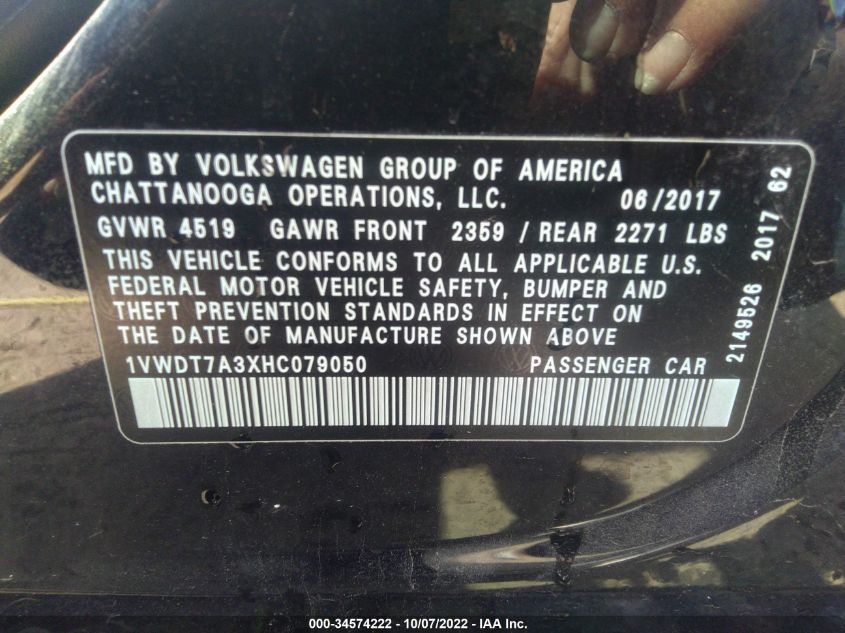 MFD BY VOLKSWAGEN GROUP OF AMERICA
CHATTANOOGA OPERATIONS, LLC. 06/2017
GVWR 4519 GAWR FRONT 2359 / REAR 2271 LBS
THIS VEHICLE CONFORMS TO ALL APPLICABLE U.S.
FEDERAL MOTOR VEHICLE SAFETY, BUMPER AND
THEFT PREVENTION STANDARDS IN EFFECT ON
THE DATE OF MANUFACTURE SHOWN ABOVE
1VWDT7A3XHC079050 PASSENGER CAR
2149526 2017 62
000-34574222 - 10/07/2022 - IAA Inc.